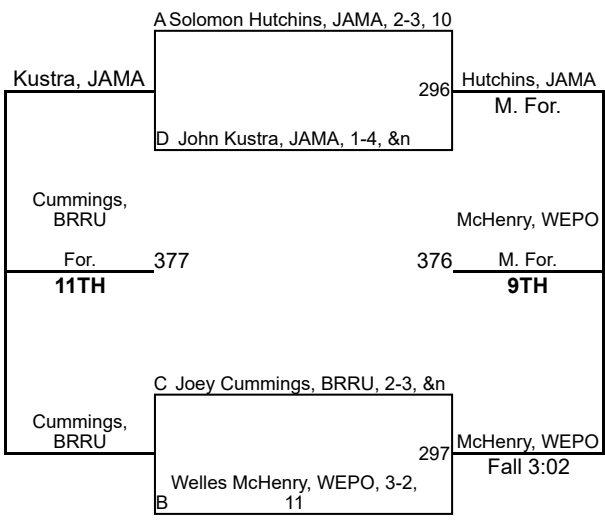 A Solomon Hutchins, JAMA, 2-3, 10
Kustra, JAMA
296
Hutchins, JAMA
M. For.
D John Kustra, JAMA, 1-4, &n
Cummings,
BRRU
McHenry, WEPO
For.
377
376
M. For.
11TH
9TH
C Joey Cummings, BRRU, 2-3, &n
Cummings,
BRRU
297
McHenry, WEPO
Fall 3:02
Welles McHenry, WEPO, 3-2,
B 11